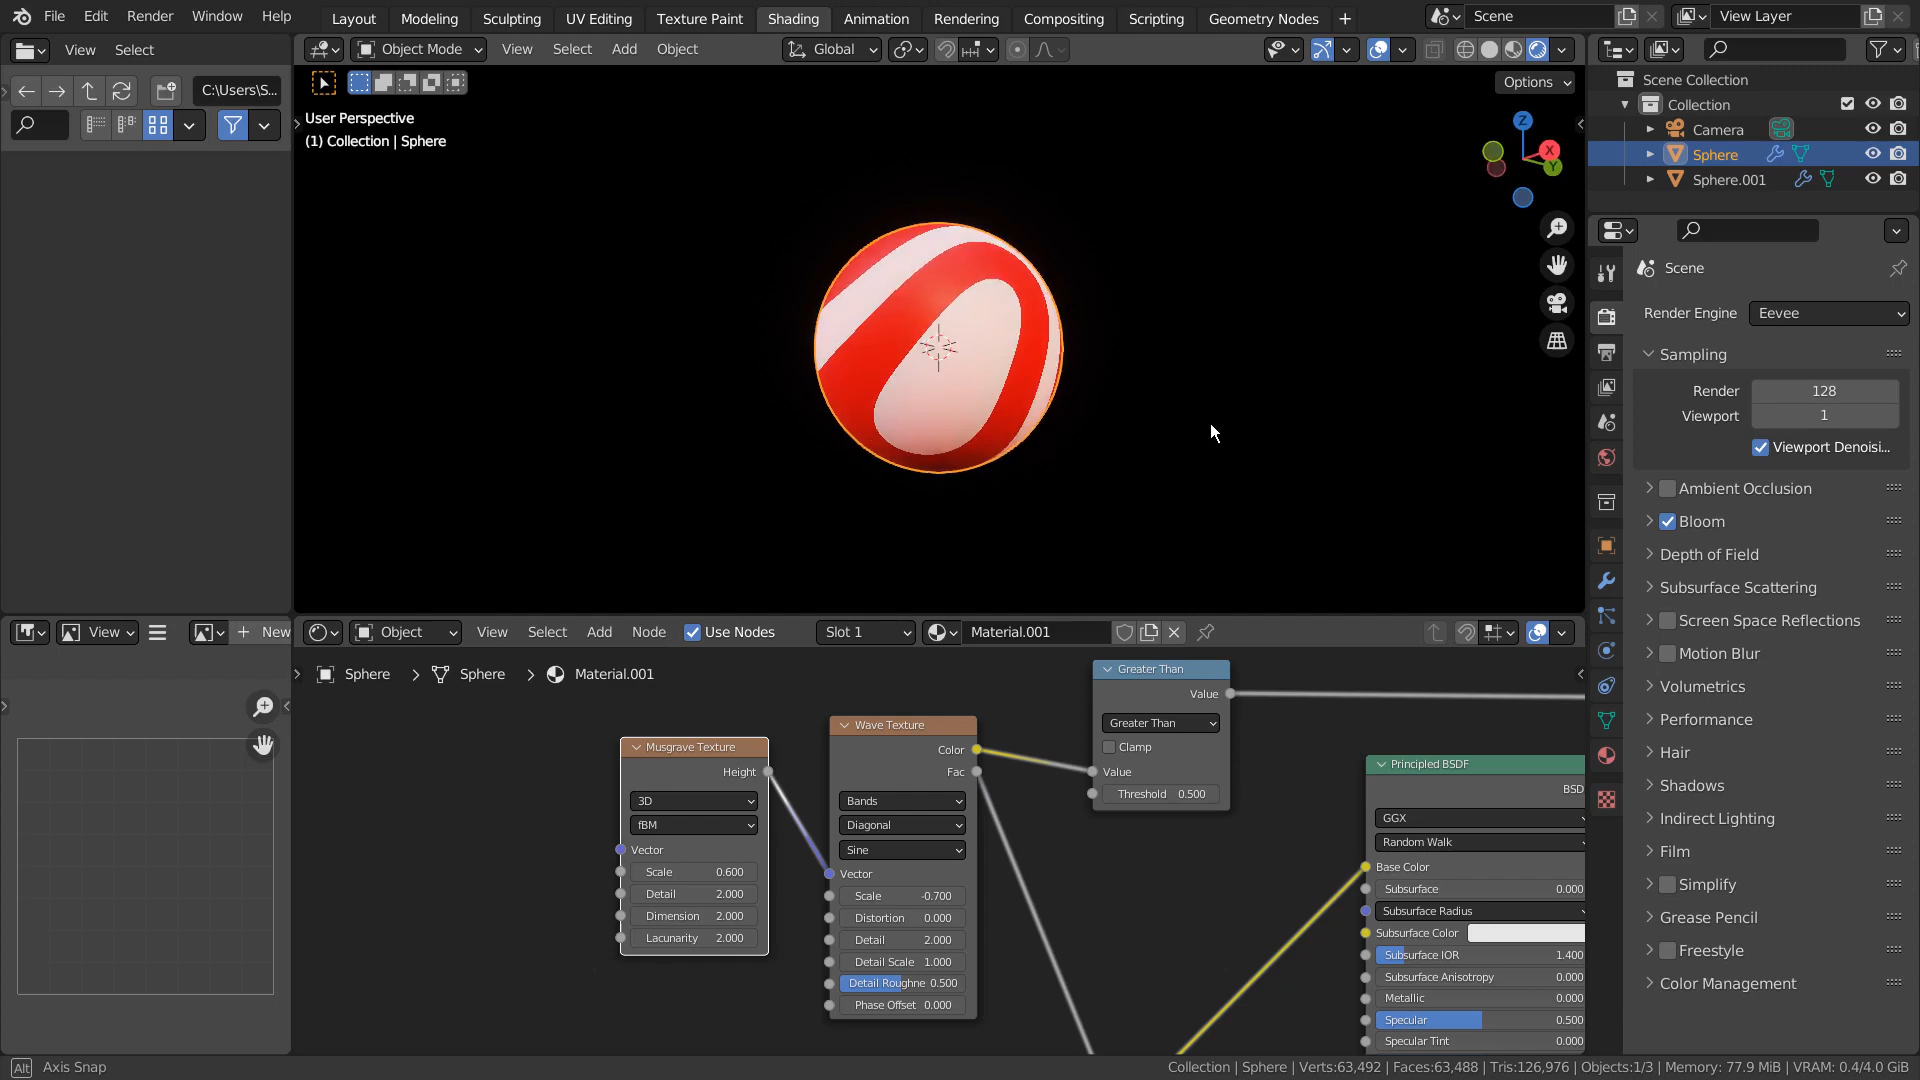 File Edit Render Window Help
Layout Modeling Sculpting UV Editing Texture Paint Shading Animation Rendering Compositing Scripting Geometry Nodes +
Scene View Layer
View Select
Object Mode View Select Add Object Global
C:\Users\S...
Options
User Perspective
(1) Collection | Sphere
Z
X
Y
Scene Collection
Collection
Camera
Sphere
Sphere.001
Scene
Render Engine Eevee
Sampling
Render 128
Viewport 1
Viewport Denoisi...
Ambient Occlusion
Bloom
Depth of Field
Subsurface Scattering
Screen Space Reflections
Motion Blur
Volumetrics
Performance
Hair
Shadows
Indirect Lighting
Film
Simplify
Grease Pencil
Freestyle
Color Management
View + New
Object View Select Add Node Use Nodes Slot 1 Material.001
Sphere > Sphere > Material.001
Musgrave Texture
Height
3D
fBM
Vector
Scale 0.600
Detail 2.000
Dimension 2.000
Lacunarity 2.000
Wave Texture
Color
Fac
Bands
Diagonal
Sine
Vector
Scale -0.700
Distortion 0.000
Detail 2.000
Detail Scale 1.000
Detail Roughne 0.500
Phase Offset 0.000
Greater Than
Value
Greater Than
Clamp
Value
Threshold 0.500
Principled BSDF
BSD
GGX
Random Walk
Base Color
Subsurface 0.000
Subsurface Radius
Subsurface Color
Subsurface IOR 1.400
Subsurface Anisotropy 0.000
Metallic 0.000
Specular 0.500
Specular Tint 0.000
Alt Axis Snap
Collection | Sphere | Verts:63,492 | Faces:63,488 | Tris:126,976 | Objects:1/3 | Memory: 77.9 MiB | VRAM: 0.4/4.0 GiB